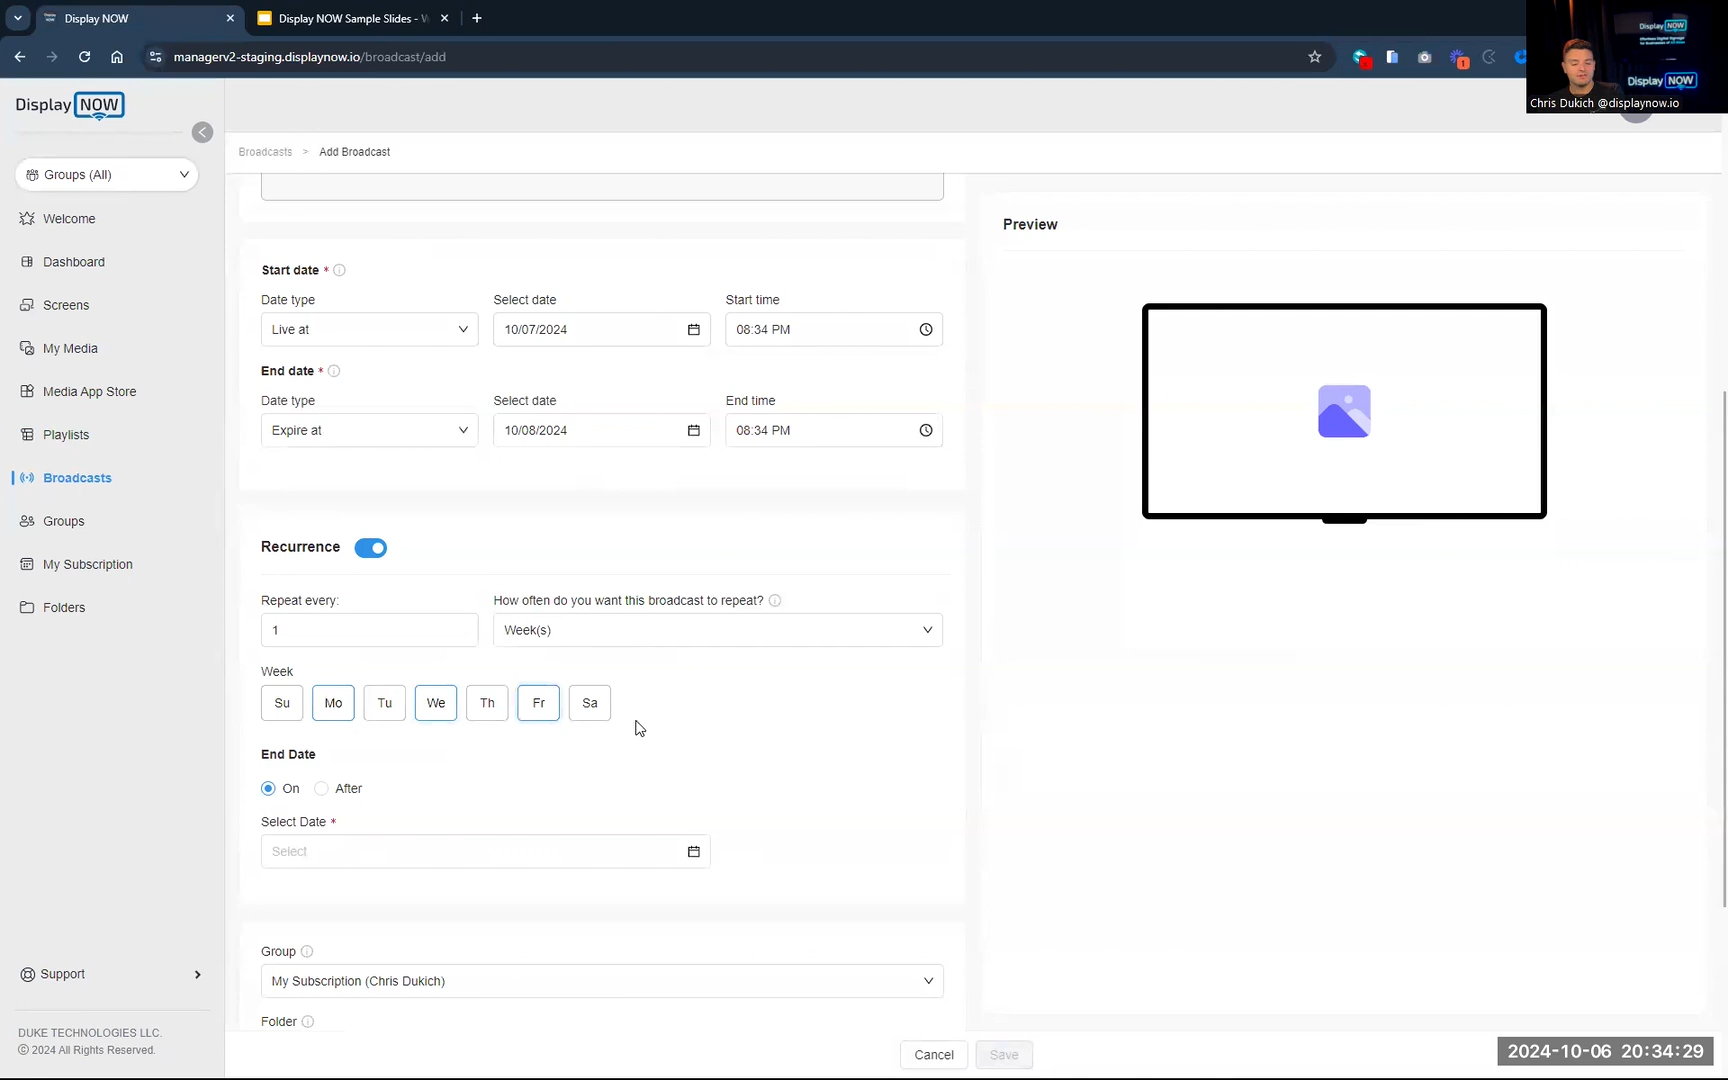 Display NOW
Display NOW Sample Slides - W
managerv2-staging.displaynow.io/broadcast/add
Display NOW
Display NOW
Chris Dukich @displaynow.io
Display NOW
Broadcasts > Add Broadcast
Groups (All)
Welcome
Dashboard
Screens
My Media
Media App Store
Playlists
Broadcasts
Groups
My Subscription
Folders
Support
DUKE TECHNOLOGIES LLC.
© 2024 All Rights Reserved.
Start date *
Date type
Select date
Start time
Live at
10/07/2024
08:34 PM
End date *
Date type
Select date
End time
Expire at
10/08/2024
08:34 PM
Recurrence
Repeat every:
How often do you want this broadcast to repeat?
1
Week(s)
Week
Su Mo Tu We Th Fr Sa
End Date
On After
Select Date *
Select
Group
My Subscription (Chris Dukich)
Folder
Cancel
Save
Preview
2024-10-06 20:34:29